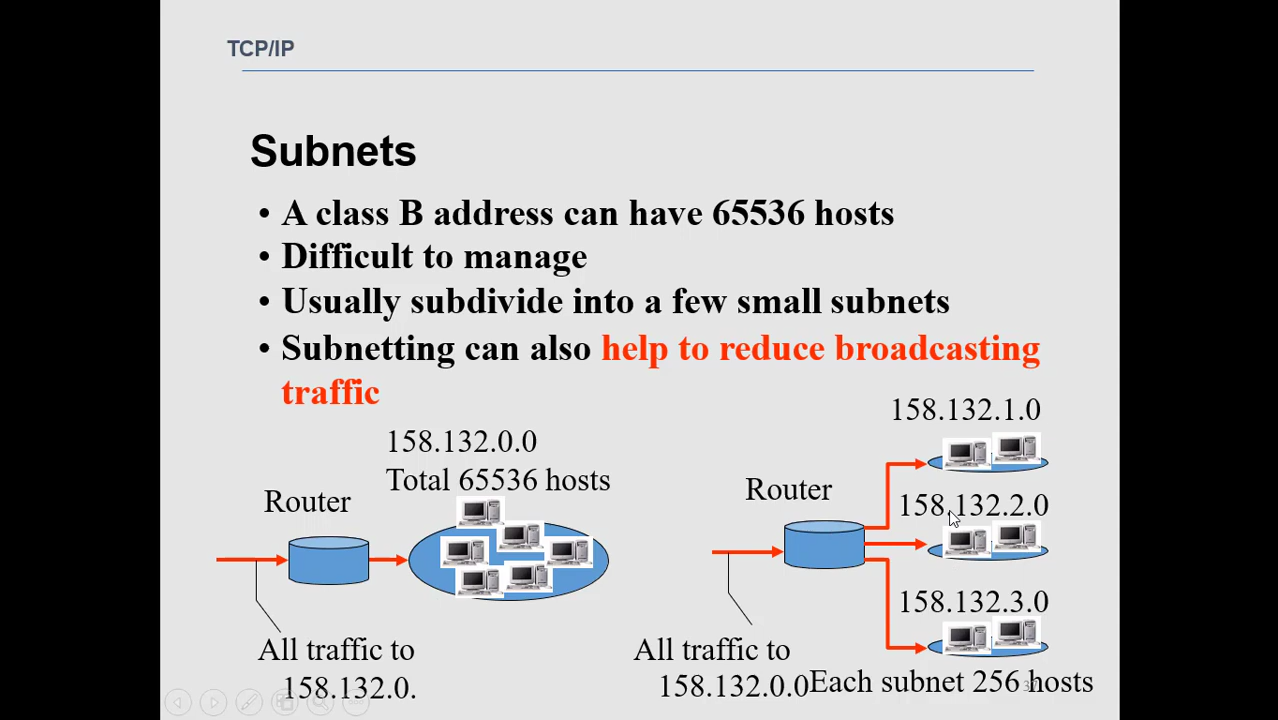 TCP/IP
Subnets
• A class B address can have 65536 hosts
• Difficult to manage
• Usually subdivide into a few small subnets
• Subnetting can also help to reduce broadcasting
traffic
158.132.0.0
Total 65536 hosts
Router
All traffic to
158.132.0.
158.132.1.0
Router
158.132.2.0
158.132.3.0
All traffic to
158.132.0.0
Each subnet 256 hosts